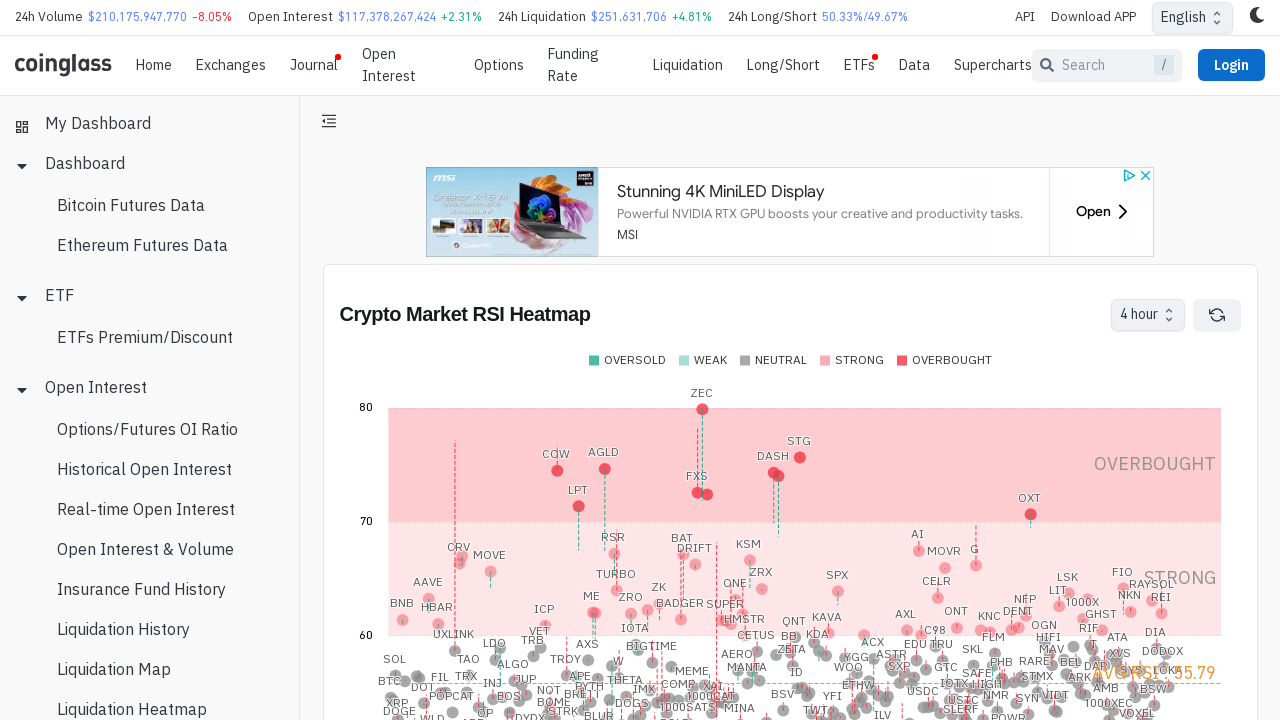 24h Volume $210,175,947,770 -8.05% Open Interest $117,378,267,424 +2.31% 24h Liquidation $251,631,706 +4.81% 24h Long/Short 50.33%/49.67% API Download APP English
coinglass Home Exchanges Journal Open Interest Options Funding Rate Liquidation Long/Short ETFs Data Supercharts Search / Login
My Dashboard
Dashboard
Bitcoin Futures Data
Ethereum Futures Data
ETF
ETFs Premium/Discount
Open Interest
Options/Futures OI Ratio
Historical Open Interest
Real-time Open Interest
Open Interest & Volume
Insurance Fund History
Liquidation History
Liquidation Map
Liquidation Heatmap
msi
Creator A16 AI+
Stunning 4K MiniLED Display
Powerful NVIDIA RTX GPU boosts your creative and productivity tasks.
MSI
Open
Crypto Market RSI Heatmap
4 hour
OVERSOLD WEAK NEUTRAL STRONG OVERBOUGHT
ZEC
80
STG
COW AGLD DASH
OVERBOUGHT
FXS
LPT
OXT
70
RSR BAT AI
CRV DRIFT KSM MOVR G
MOVE
TURBO ZRX SPX FIO
STRONG
AAVE ZK ONE CELR LSK RAYSOL
LIT
BNB HBAR ME ZRO BADGER SUPER NFP 1000X NKN REI
ICP HMSTR QNT KAVA AXL ONT KNC DENT GHST
60
UXLINK VET IOTA CETUS BB KDA C98 FLM OGN HIFI RIF ATA DIA
LDO TRB AXS BIGTIME ZETA ACX EDU TRU SKL MAV T
SOL TAO ALGO TROY W AERO YGG ASTR PHB RARE BEL XVS DODOX
BTC FIL TRX JUP APE THETA MEME MANTA ID WOO SXP GTC SAFE STMX ARK DAR
AVG RSI : 55.79
DOT INJ NOT PYTH IMX COMP XAI ETHW IOTX HIGH AMB BSW
XRP POPCAT EOS BOME BRE DOGS 1000CAT BSV YFI USDC USTC NMR SYN VIDT 1000XEC
DOGE WLD OP DYDX STRK BLUR 1000SATS MINA TWT ILV SLERF POWR VOXEL